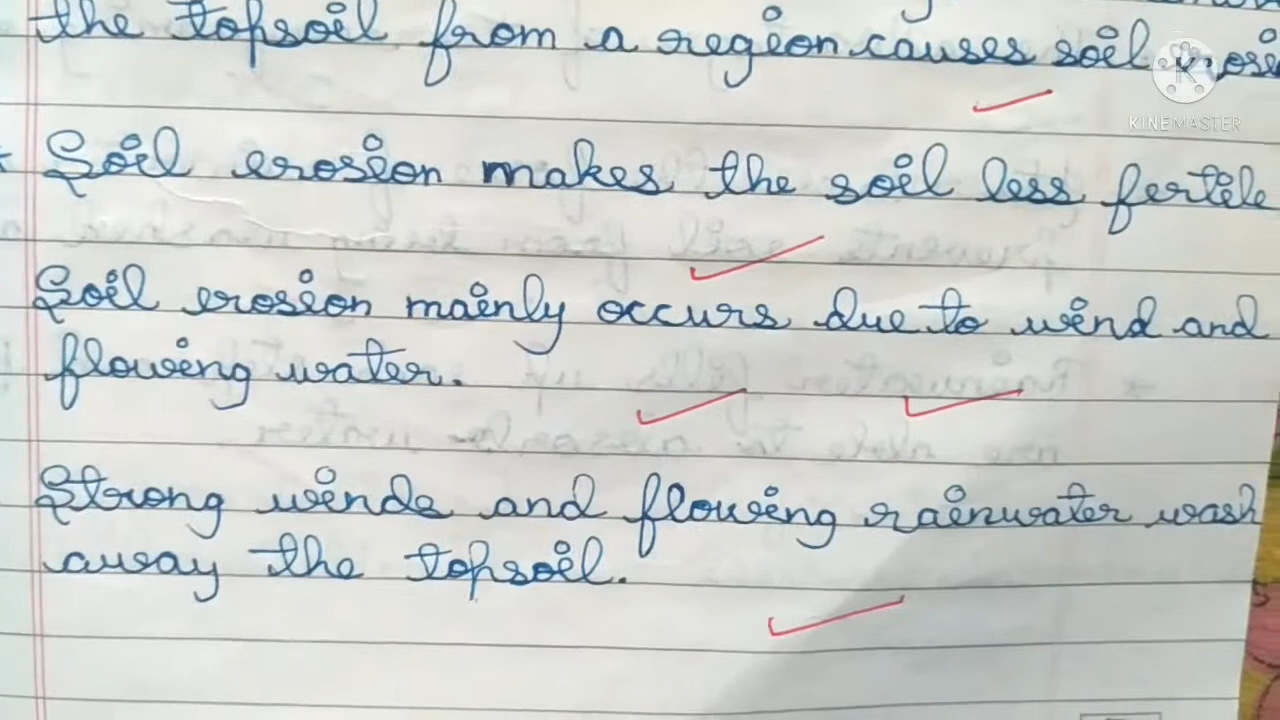 the topsoil from a region causes soil
* Soil erosion makes the soil less fertile
Soil erosion mainly occurs due to wind and
flowing water.
Strong winds and flowing rainwater wash
away the topsoil.
KINEMASTER